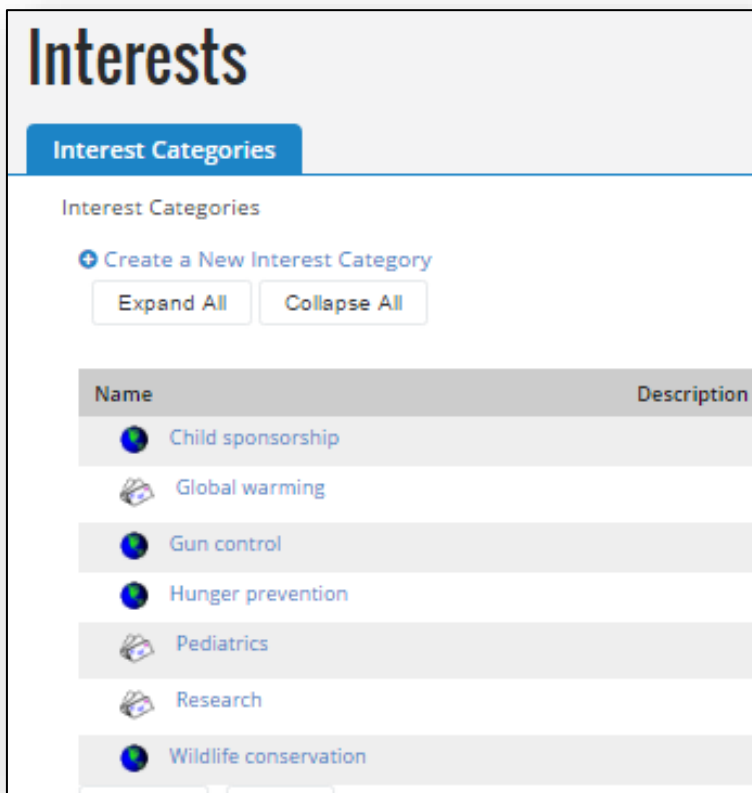 Interests
Interest Categories
Interest Categories
Create a New Interest Category
Expand All Collapse All
Name Description
Child sponsorship
Global warming
Gun control
Hunger prevention
Pediatrics
Research
Wildlife conservation